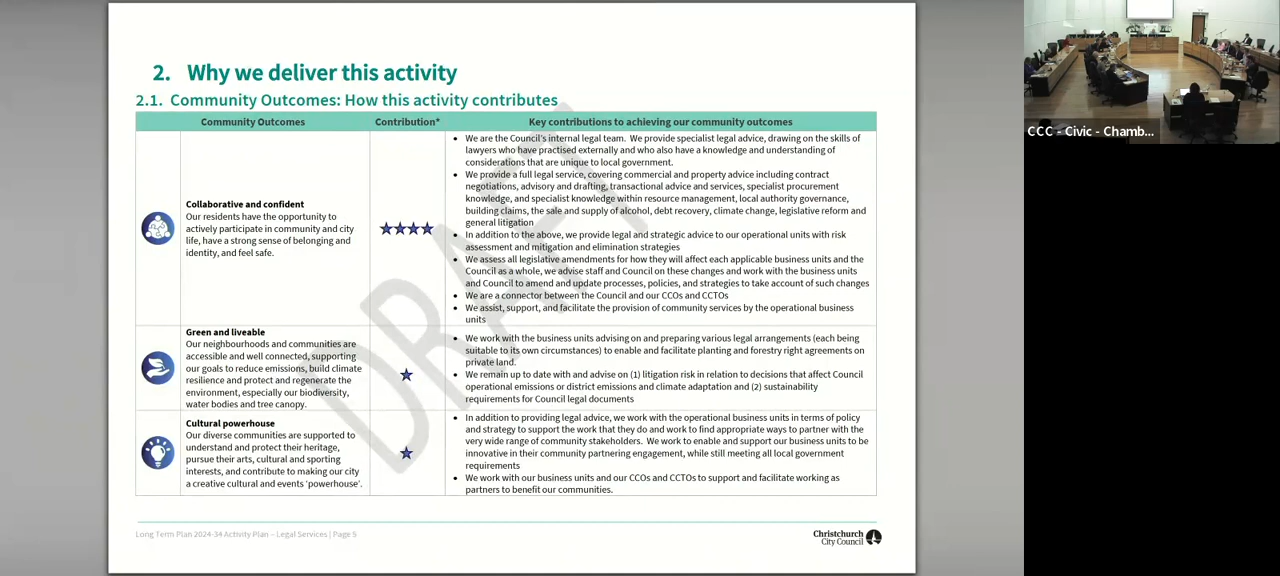 2. Why we deliver this activity
2.1. Community Outcomes: How this activity contributes
Community Outcomes Contribution* Key contributions to achieving our community outcomes
Collaborative and confident
Our residents have the opportunity to
actively participate in community and city
life, have a strong sense of belonging and
identity, and feel safe.
• We are the Council's internal legal team. We provide specialist legal advice, drawing on the skills of
lawyers who have practised externally and who also have a knowledge and understanding of
considerations that are unique to local government.
• We provide a full legal service, covering commercial and property advice including contract
negotiations, advisory and drafting, transactional advice and services, specialist procurement
knowledge, and specialist knowledge within resource management, local authority governance,
building claims, the sale and supply of alcohol, debt recovery, climate change, legislative reform and
general litigation
• In addition to the above, we provide legal and strategic advice to our operational units with risk
assessment and mitigation and elimination strategies
• We assess all legislative amendments for how they will affect each applicable business units and the
Council as a whole, we advise staff and Council on these changes and work with the business units
and Council to amend and update processes, policies, and strategies to take account of such changes
• We are a connector between the Council and our CCOs and CCTOs
• We assist, support, and facilitate the provision of community services by the operational business
units
Green and liveable
Our neighbourhoods and communities are
accessible and well connected, supporting
our goals to reduce emissions, build climate
resilience and protect and regenerate the
environment, especially our biodiversity,
water bodies and tree canopy.
• We work with the business units advising on and preparing various legal arrangements (each being
suitable to its own circumstances) to enable and facilitate planting and forestry right agreements on
private land.
• We remain up to date with and advise on (1) litigation risk in relation to decisions that affect Council
operational emissions or district emissions and climate adaptation and (2) sustainability
requirements for Council legal documents
Cultural powerhouse
Our diverse communities are supported to
understand and protect their heritage,
pursue their arts, cultural and sporting
interests, and contribute to making our city
a creative cultural and events 'powerhouse'.
• In addition to providing legal advice, we work with the operational business units in terms of policy
and strategy to support the work that they do and work to find appropriate ways to partner with the
very wide range of community stakeholders. We work to enable and support our business units to be
innovative in their community partnering engagement, while still meeting all local government
requirements
• We work with our business units and our CCOs and CCTOs to support and facilitate working as
partners to benefit our communities.
DRAFT
Long Term Plan 2024-34 Activity Plan – Legal Services | Page 5
Christchurch
City Council
CCC - Civic - Chamb...